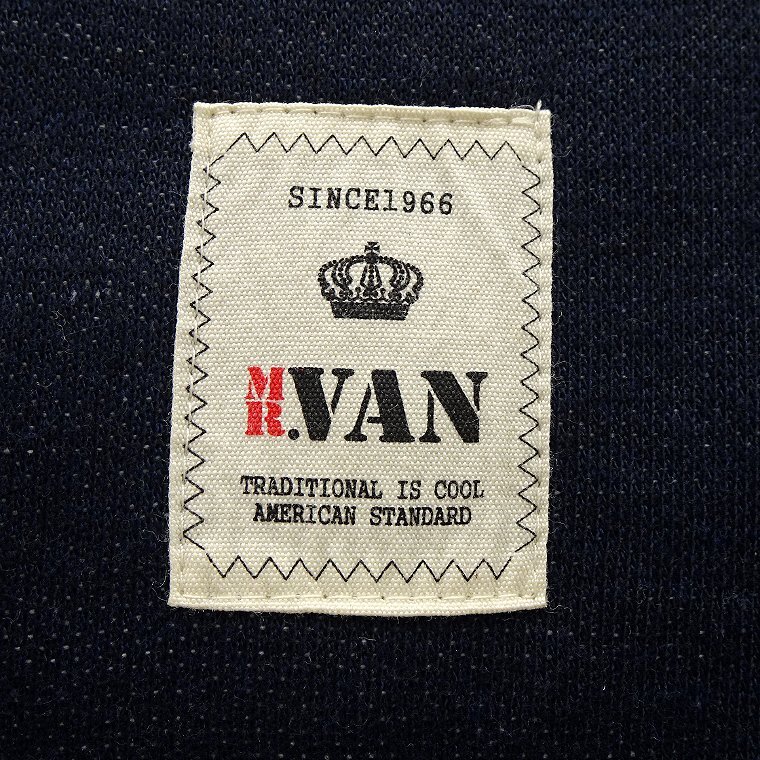 SINCE1966
MR.VAN
TRADITIONAL IS COOL
AMERICAN STANDARD